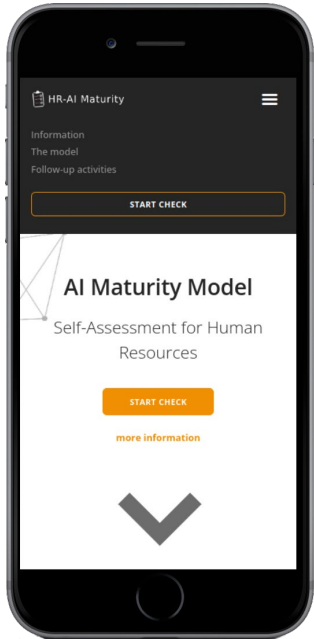 HR-AI Maturity
Information
The model
Follow-up activities
START CHECK
AI Maturity Model
Self-Assessment for Human
Resources
START CHECK
more information